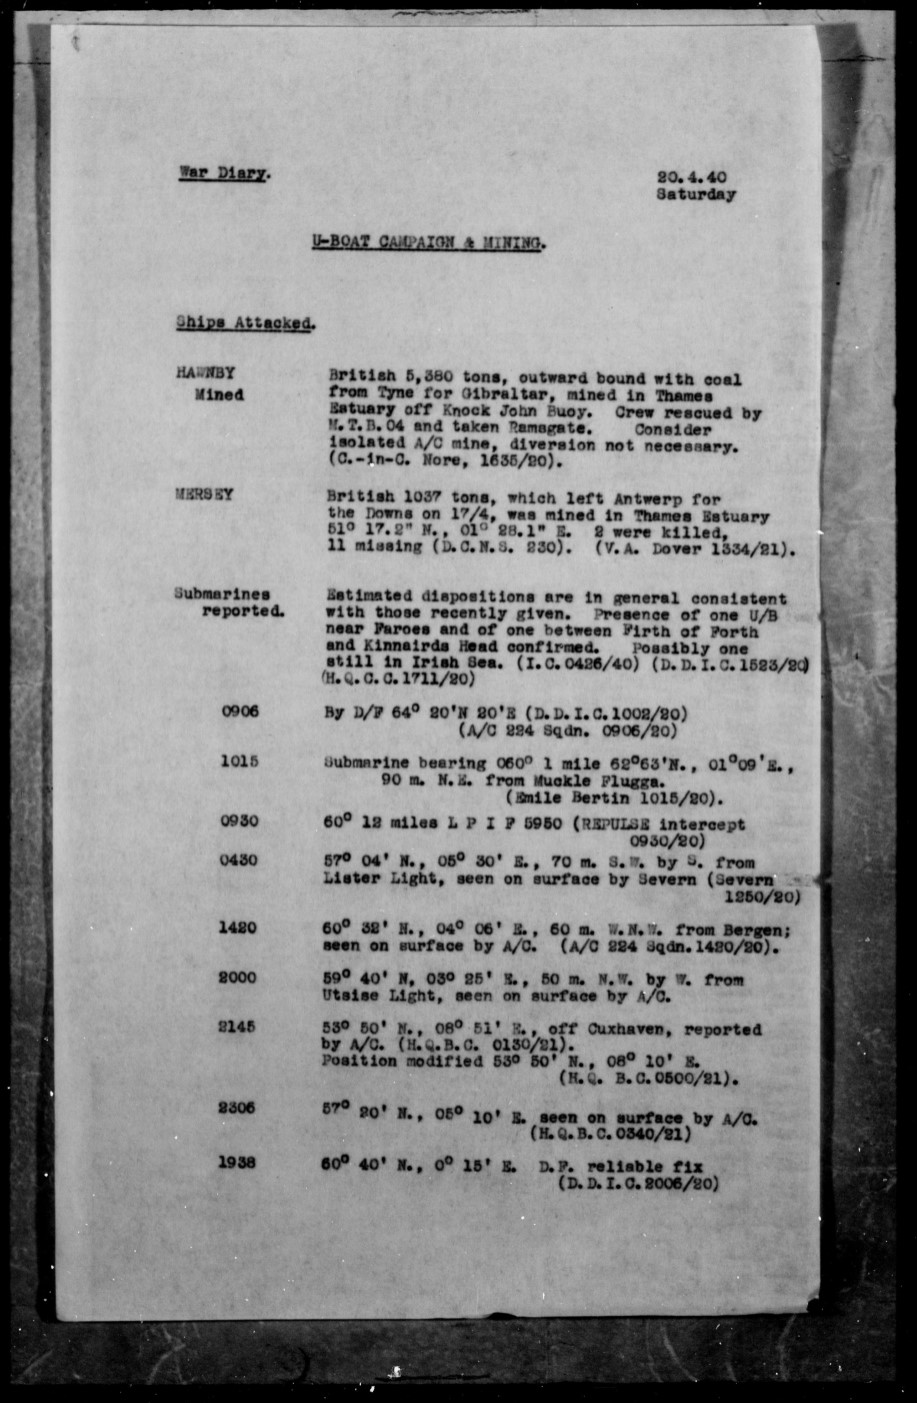 War Diary.
20.4.40
Saturday
U-BOAT CAMPAIGN & MINING.
Ships Attacked.
HAWNBY British 5,380 tons, outward bound with coal
Mined from Tyne for Gibraltar, mined in Thames
Estuary off Knock John Buoy. Crew rescued by
M.T.B.04 and taken Ramsgate. Consider
isolated A/C mine, diversion not necessary.
(C.-in-C. Nore, 1635/20).
MERSEY British 1037 tons, which left Antwerp for
the Downs on 17/4, was mined in Thames Estuary
51° 17.2" N., 01° 28.1" E. 2 were killed,
11 missing (D.C.N.S. 230). (V.A. Dover 1334/21).
Submarines Estimated dispositions are in general consistent
reported. with those recently given. Presence of one U/B
near Faroes and of one between Firth of Forth
and Kinnairds Head confirmed. Possibly one
still in Irish Sea. (I.C.0426/40) (D.D.I.C.1523/20)
(H.Q.C.C.1711/20)
0906 By D/F 64° 20'N 20'E (D.D.I.C.1002/20)
(A/C 224 Sqdn. 0906/20)
1015 Submarine bearing 060° 1 mile 62°63'N., 01°09'E.,
90 m. N.E. from Muckle Flugga.
(Emile Bertin 1015/20).
0930 60° 12 miles L P I F 5950 (REPULSE intercept
0930/20)
0430 57° 04' N., 05° 30' E., 70 m. S.W. by S. from
Lister Light, seen on surface by Severn (Severn
1250/20)
1420 60° 32' N., 04° 06' E., 60 m. W.N.W. from Bergen;
seen on surface by A/C. (A/C 224 Sqdn.1420/20).
2000 59° 40' N, 03° 25' E., 50 m. N.W. by W. from
Utsise Light, seen on surface by A/C.
2145 53° 50' N., 08° 51' E., off Cuxhaven, reported
by A/C. (H.Q.B.C. 0130/21).
Position modified 53° 50' N., 08° 10' E.
(H.Q. B.C.0500/21).
2306 57° 20' N., 05° 10' E. seen on surface by A/C.
(H.Q.B.C.0340/21)
1938 60° 40' N., 0° 15' E. D.F. reliable fix
(D.D.I.C.2006/20)